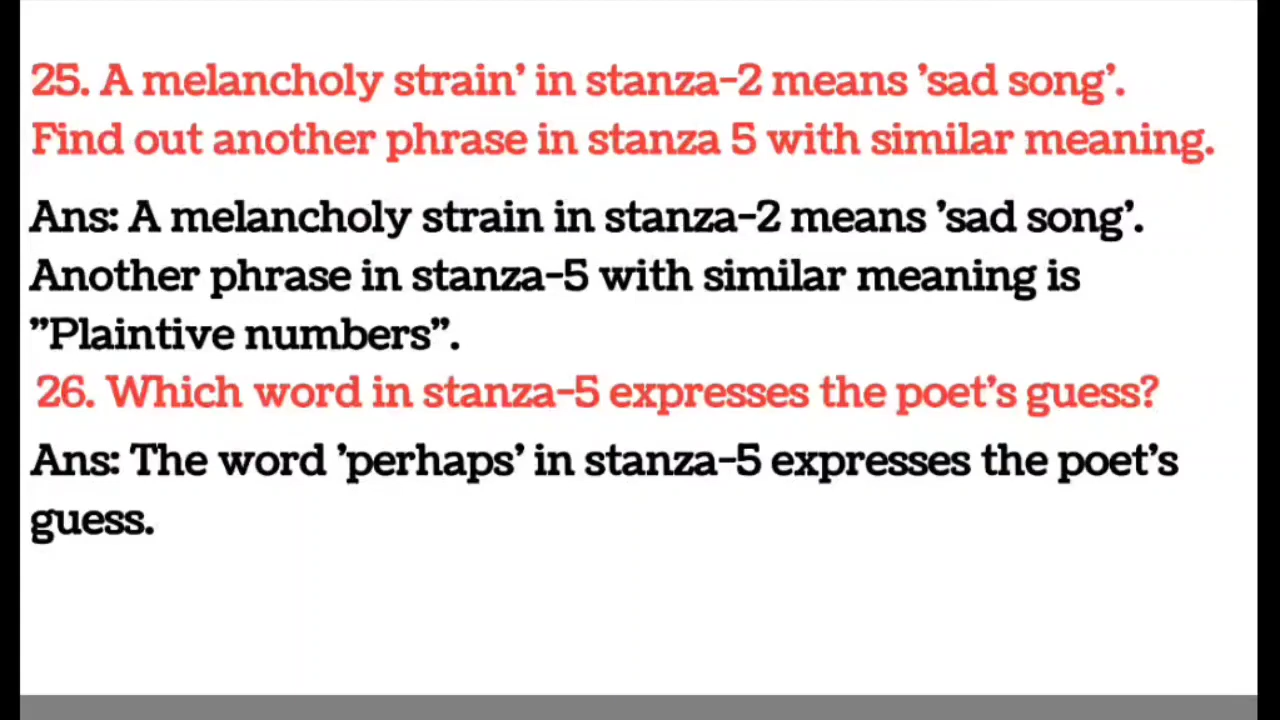 25. A melancholy strain’ in stanza-2 means ’sad song’.
Find out another phrase in stanza 5 with similar meaning.
Ans: A melancholy strain in stanza-2 means ’sad song’.
Another phrase in stanza-5 with similar meaning is
”Plaintive numbers”.
26. Which word in stanza-5 expresses the poet’s guess?
Ans: The word ’perhaps’ in stanza-5 expresses the poet’s
guess.